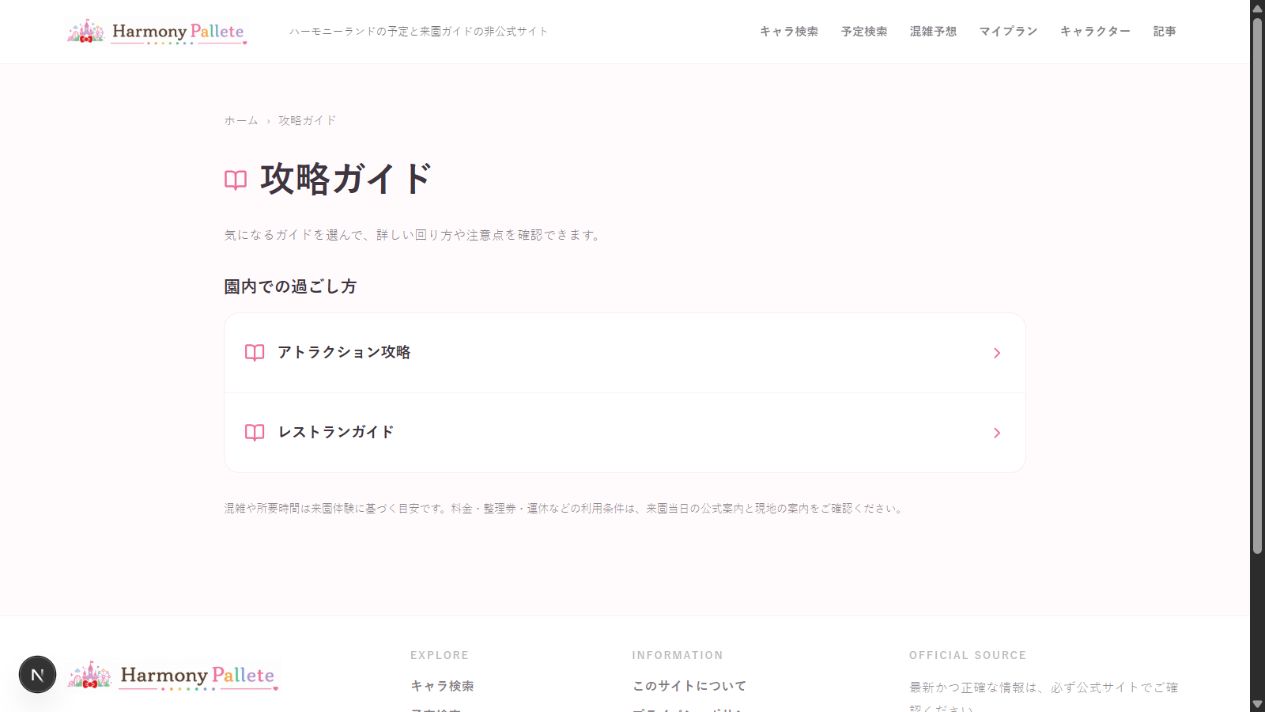 Harmony Pallete
ハーモニーランドの予定と来園ガイドの非公式サイト
キャラ検索 予定検索 混雑予想 マイプラン キャラクター 記事
ホーム › 攻略ガイド
攻略ガイド
気になるガイドを選んで、詳しい回り方や注意点を確認できます。
園内での過ごし方
アトラクション攻略
レストランガイド
混雑や所要時間は来園体験に基づく目安です。料金・整理券・運休などの利用条件は、来園当日の公式案内と現地の案内をご確認ください。
N
Harmony Pallete
EXPLORE
キャラ検索
INFORMATION
このサイトについて
OFFICIAL SOURCE
最新かつ正確な情報は、必ず公式サイトでご確
認ください。